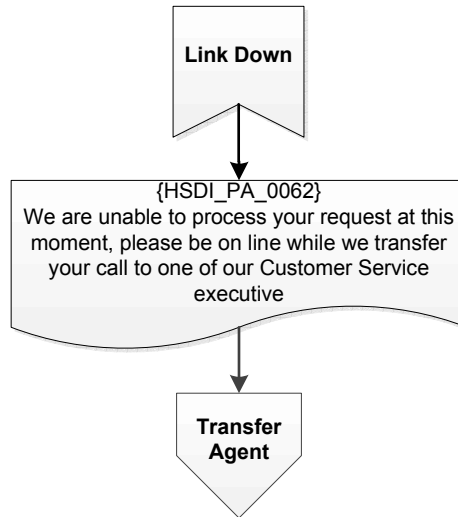 Link Down
{HSDI_PA_0062}
We are unable to process your request at this
moment, please be on line while we transfer
your call to one of our Customer Service
executive
Transfer
Agent